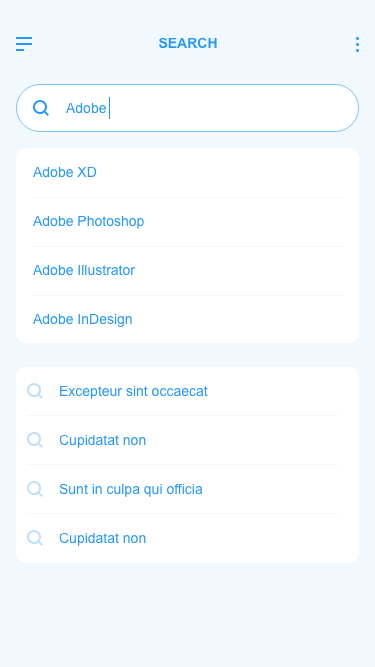 SEARCH
Adobe
Adobe XD
Adobe Photoshop
Adobe Illustrator
Adobe InDesign
Excepteur sint occaecat
Cupidatat non
Sunt in culpa qui officia
Cupidatat non